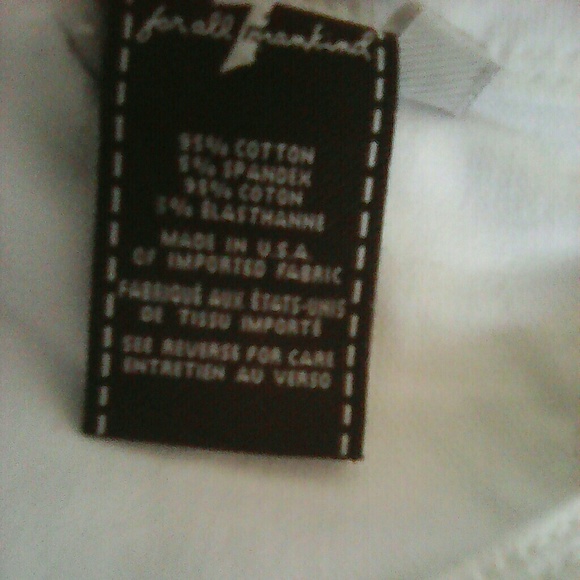 for all 7 mankind
95% COTTON
5% SPANDEX
95% COTON
5% ÉLASTHANNE
MADE IN U.S.A.
OF IMPORTED FABRIC
FABRIQUÉ AUX ÉTATS-UNIS
DE TISSU IMPORTÉ
SEE REVERSE FOR CARE
ENTRETIEN AU VERSO